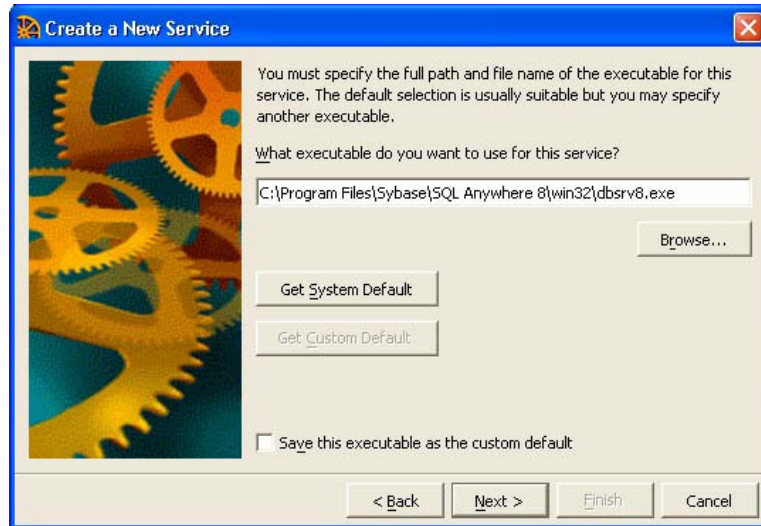 Create a New Service
You must specify the full path and file name of the executable for this
service. The default selection is usually suitable but you may specify
another executable.
What executable do you want to use for this service?
C:\Program Files\Sybase\SQL Anywhere 8\win32\dbsrv8.exe
Browse...
Get System Default
Get Custom Default
Save this executable as the custom default
< Back
Next >
Finish
Cancel